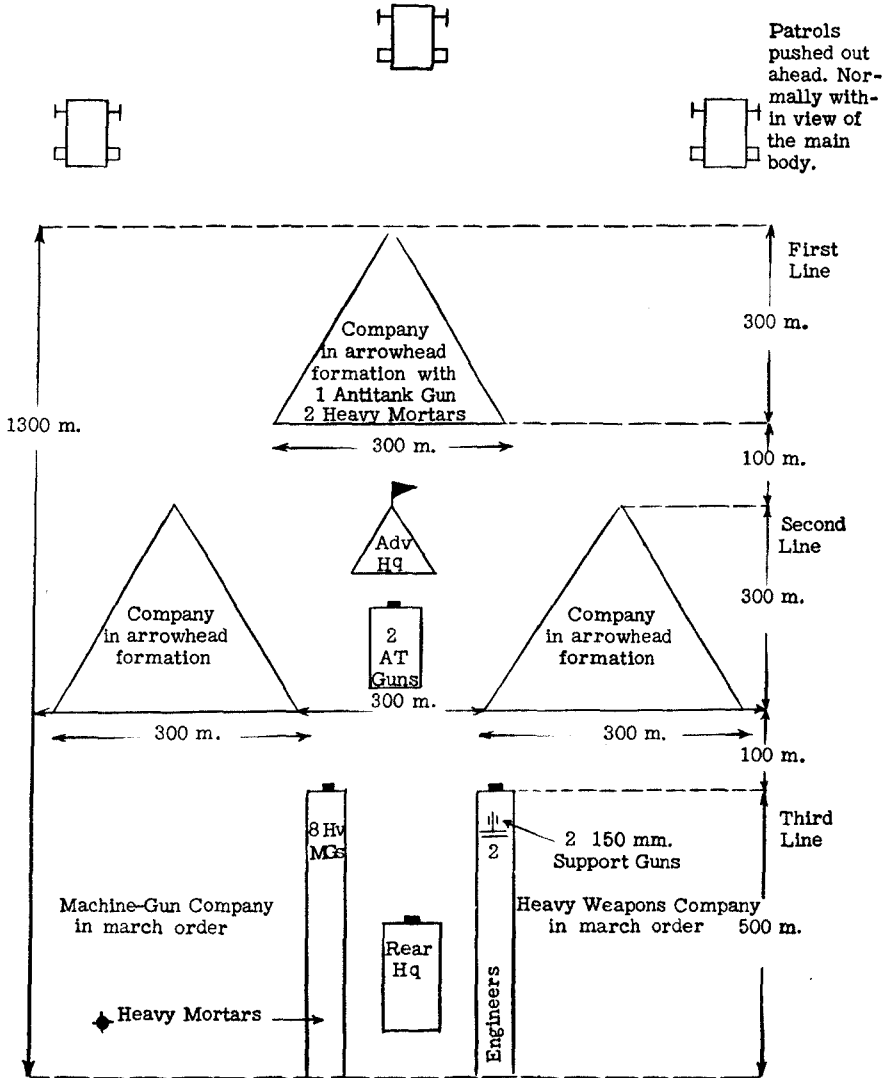 Patrols
pushed out
ahead. Nor-
mally with-
in view of
the main
body.
First
Line
300 m.
Company
in arrowhead
formation with
1 Antitank Gun
2 Heavy Mortars
1300 m.
300 m.
100 m.
Adv
Hq
Second
Line
300 m.
Company
in arrowhead
formation
2
AT
Guns
Company
in arrowhead
formation
300 m.
300 m.
300 m.
100 m.
8 Hv
MGs
2
2 150 mm.
Support Guns
Third
Line
Machine-Gun Company
in march order
Heavy Weapons Company
in march order
500 m.
Rear
Hq
Engineers
Heavy Mortars